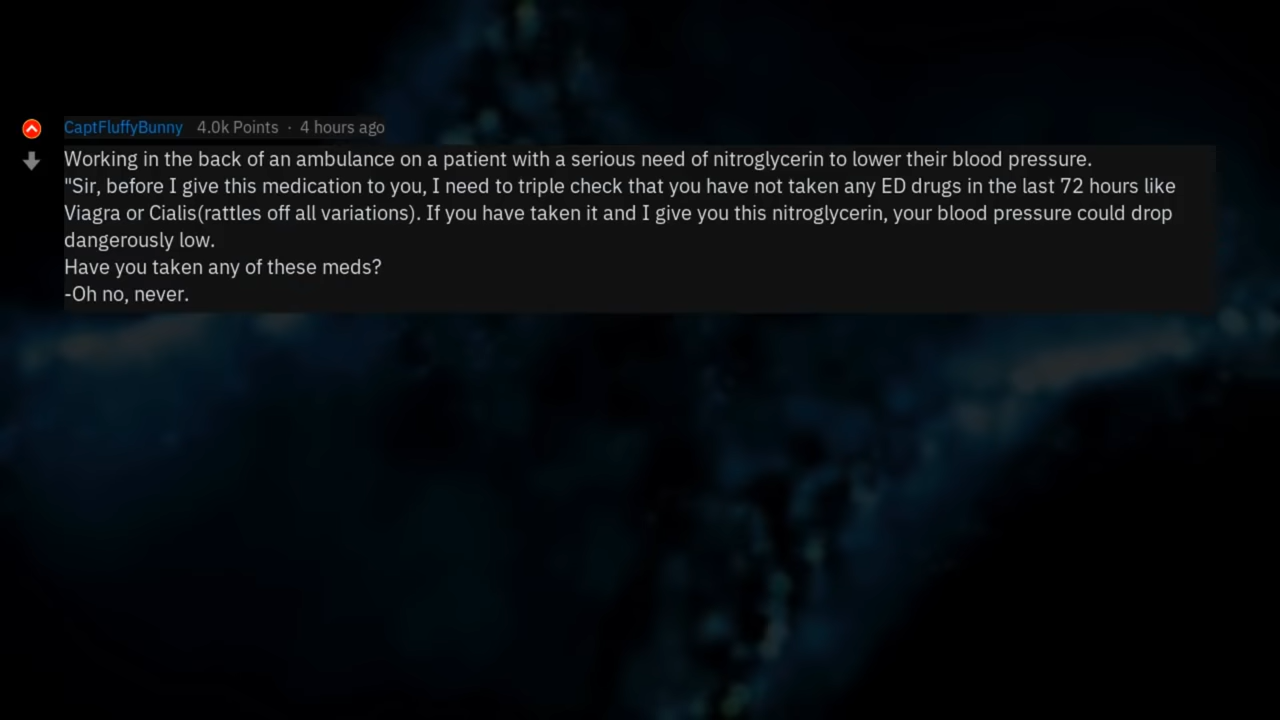 CaptFluffyBunny 4.0k Points · 4 hours ago
Working in the back of an ambulance on a patient with a serious need of nitroglycerin to lower their blood pressure.
"Sir, before I give this medication to you, I need to triple check that you have not taken any ED drugs in the last 72 hours like
Viagra or Cialis(rattles off all variations). If you have taken it and I give you this nitroglycerin, your blood pressure could drop
dangerously low.
Have you taken any of these meds?
-Oh no, never.